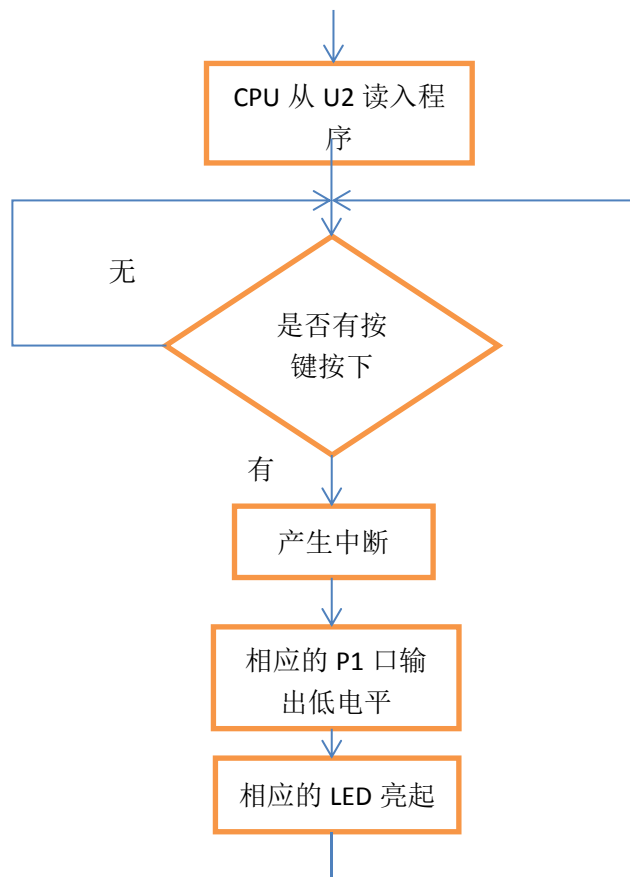 CPU 从 U2 读入程
序
无
是否有按
键按下
有
产生中断
相应的 P1 口输
出低电平
相应的 LED 亮起